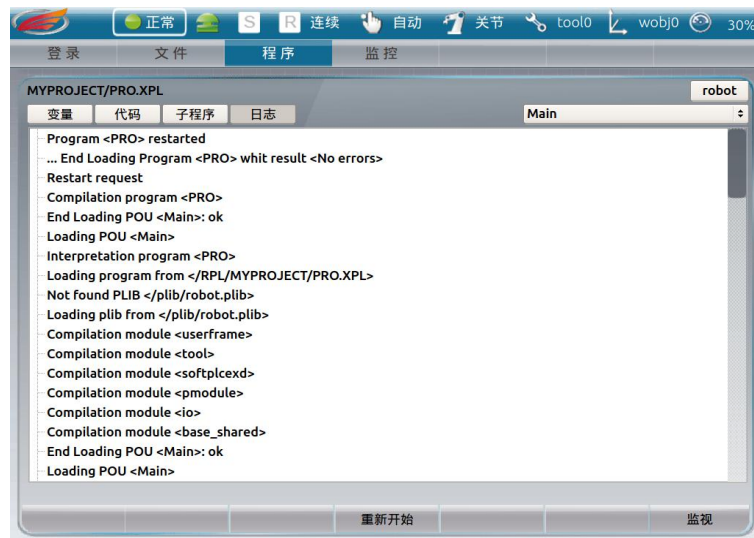 正常 S R 连续 自动 关节 tool0 wobj0 30%
登录 文件 程序 监控
MYPROJECT/PRO.XPL robot
变量 代码 子程序 日志 Main
Program <PRO> restarted
... End Loading Program <PRO> whit result <No errors>
Restart request
Compilation program <PRO>
End Loading POU <Main>: ok
Loading POU <Main>
Interpretation program <PRO>
Loading program from </RPL/MYPROJECT/PRO.XPL>
Not found PLIB </plib/robot.plib>
Loading plib from </plib/robot.plib>
Compilation module <userframe>
Compilation module <tool>
Compilation module <softplcexd>
Compilation module <pmodule>
Compilation module <io>
Compilation module <base_shared>
End Loading POU <Main>: ok
Loading POU <Main>
重新开始 监视